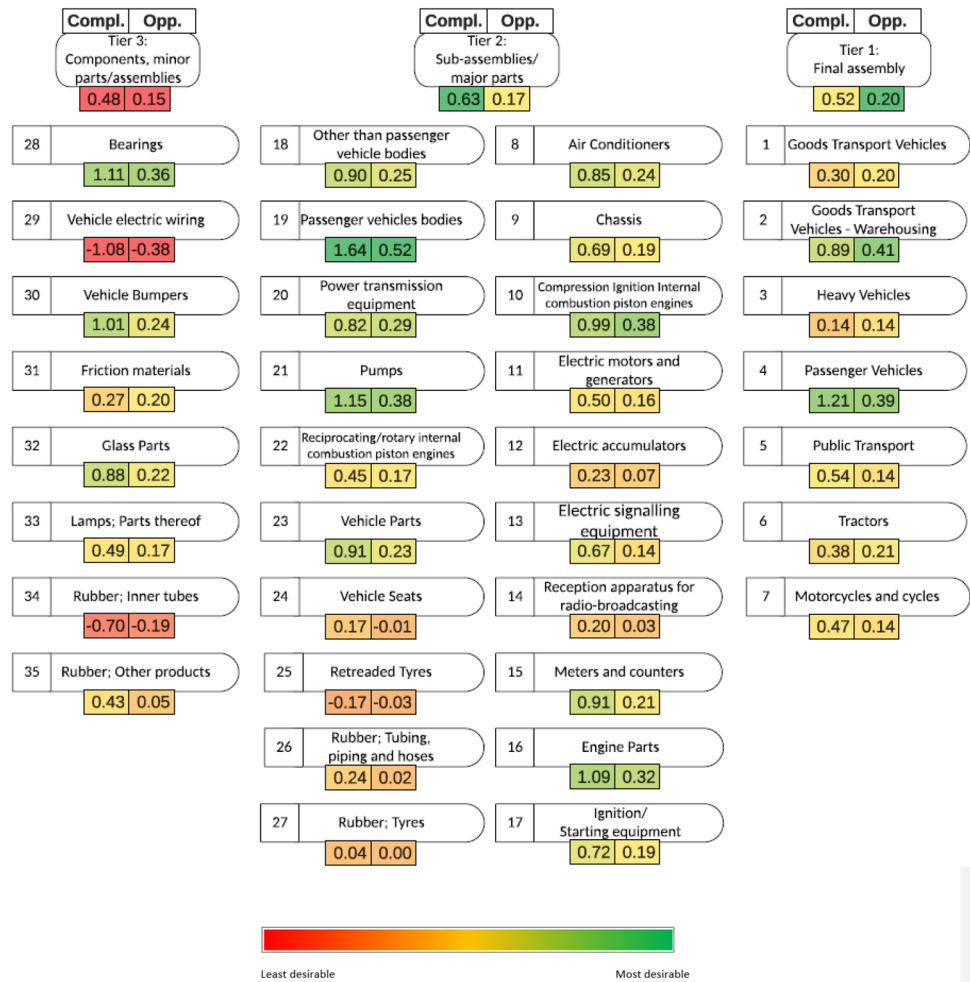 Compl. Opp.
Tier 3:
Components, minor
parts/assemblies
0.48 0.15
28 Bearings
1.11 0.36
29 Vehicle electric wiring
-1.08 -0.38
30 Vehicle Bumpers
1.01 0.24
31 Friction materials
0.27 0.20
32 Glass Parts
0.88 0.22
33 Lamps; Parts thereof
0.49 0.17
34 Rubber; Inner tubes
-0.70 -0.19
35 Rubber; Other products
0.43 0.05
Compl. Opp.
Tier 2:
Sub-assemblies/
major parts
0.63 0.17
18 Other than passenger
vehicle bodies
0.90 0.25
19 Passenger vehicles bodies
1.64 0.52
20 Power transmission
equipment
0.82 0.29
21 Pumps
1.15 0.38
22 Reciprocating/rotary internal
combustion piston engines
0.45 0.17
23 Vehicle Parts
0.91 0.23
24 Vehicle Seats
0.17 -0.01
25 Retreaded Tyres
-0.17 -0.03
26 Rubber; Tubing,
piping and hoses
0.24 0.02
27 Rubber; Tyres
0.04 0.00
8 Air Conditioners
0.85 0.24
9 Chassis
0.69 0.19
10 Compression Ignition Internal
combustion piston engines
0.99 0.38
11 Electric motors and
generators
0.50 0.16
12 Electric accumulators
0.23 0.07
13 Electric signalling
equipment
0.67 0.14
14 Reception apparatus for
radio-broadcasting
0.20 0.03
15 Meters and counters
0.91 0.21
16 Engine Parts
1.09 0.32
17 Ignition/
Starting equipment
0.72 0.19
Compl. Opp.
Tier 1:
Final assembly
0.52 0.20
1 Goods Transport Vehicles
0.30 0.20
2 Goods Transport
Vehicles - Warehousing
0.89 0.41
3 Heavy Vehicles
0.14 0.14
4 Passenger Vehicles
1.21 0.39
5 Public Transport
0.54 0.14
6 Tractors
0.38 0.21
7 Motorcycles and cycles
0.47 0.14
Least desirable
Most desirable